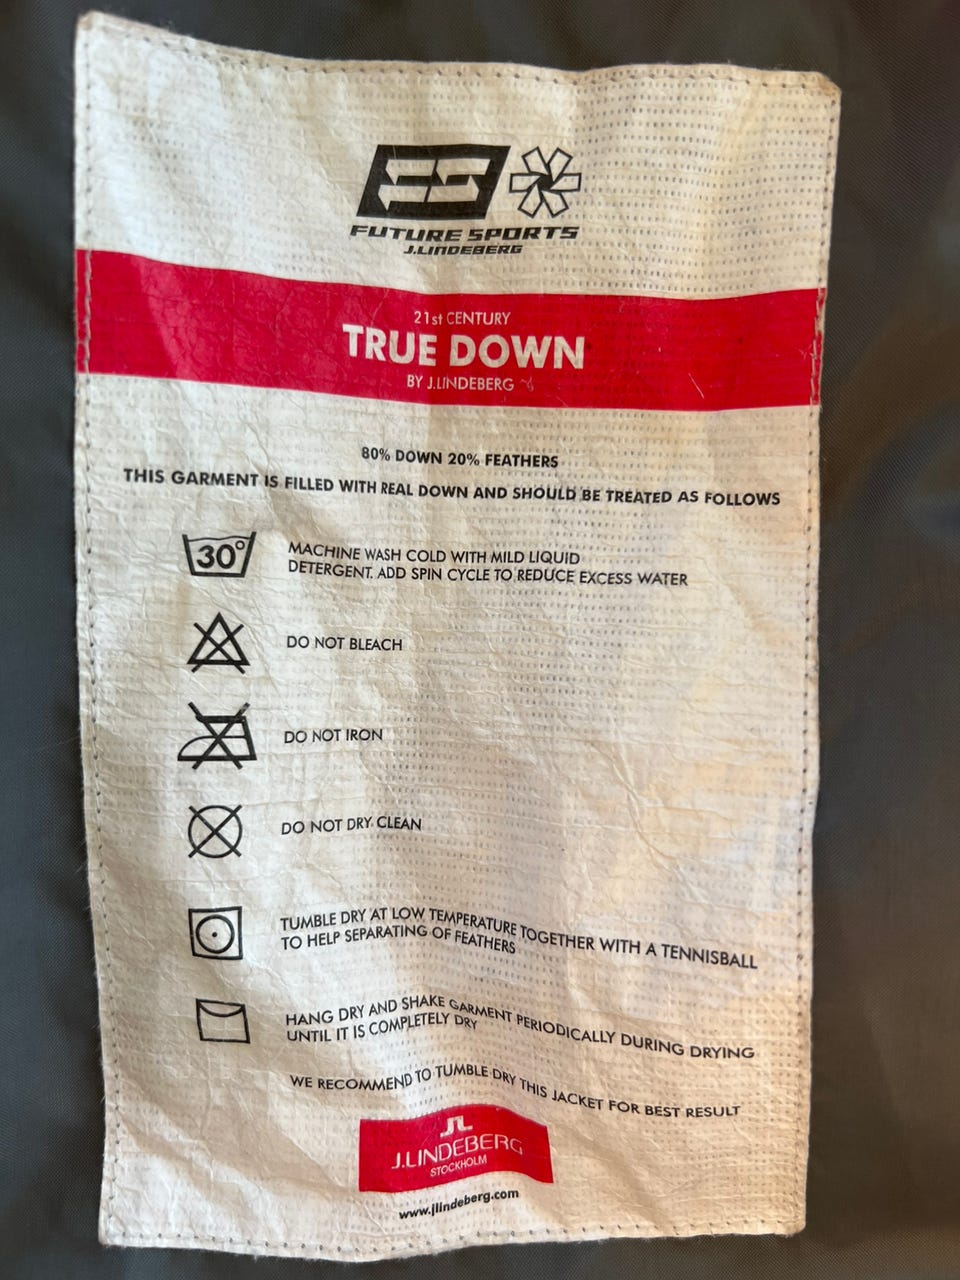 FUTURE SPORTS
J.LINDEBERG
21st CENTURY
TRUE DOWN
BY J.LINDEBERG
80% DOWN 20% FEATHERS
THIS GARMENT IS FILLED WITH REAL DOWN AND SHOULD BE TREATED AS FOLLOWS
30°
MACHINE WASH COLD WITH MILD LIQUID
DETERGENT. ADD SPIN CYCLE TO REDUCE EXCESS WATER
DO NOT BLEACH
DO NOT IRON
DO NOT DRY CLEAN
TUMBLE DRY AT LOW TEMPERATURE TOGETHER WITH A TENNISBALL
TO HELP SEPARATING OF FEATHERS
HANG DRY AND SHAKE GARMENT PERIODICALLY DURING DRYING
UNTIL IT IS COMPLETELY DRY
WE RECOMMEND TO TUMBLE DRY THIS JACKET FOR BEST RESULT
JL
J.LINDEBERG
STOCKHOLM
www.jlindeberg.com